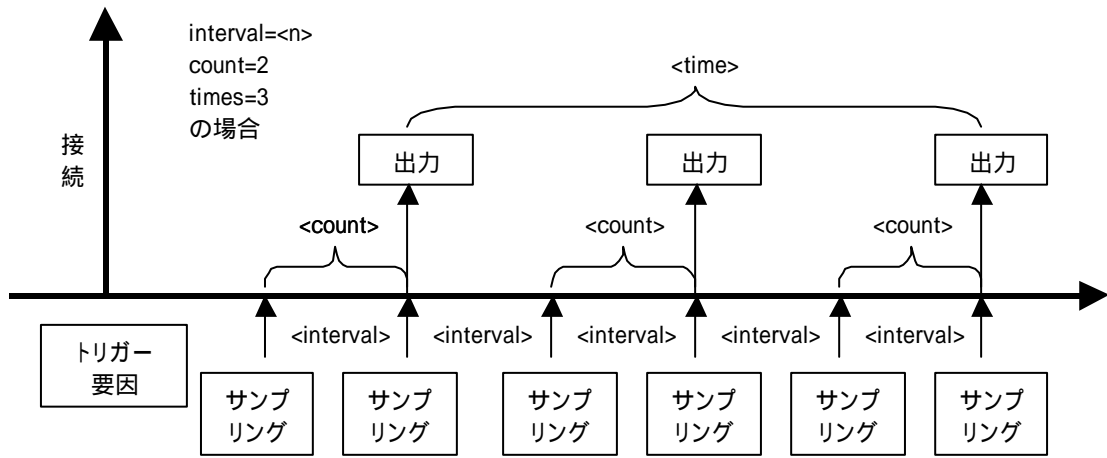 interval=<n>
count=2
times=3
の場合
<time>
接
続
出力
出力
出力
<count>
<count>
<count>
<interval>
<interval>
<interval>
<interval>
<interval>
トリガー
要因
サンプ
リング
サンプ
リング
サンプ
リング
サンプ
リング
サンプ
リング
サンプ
リング